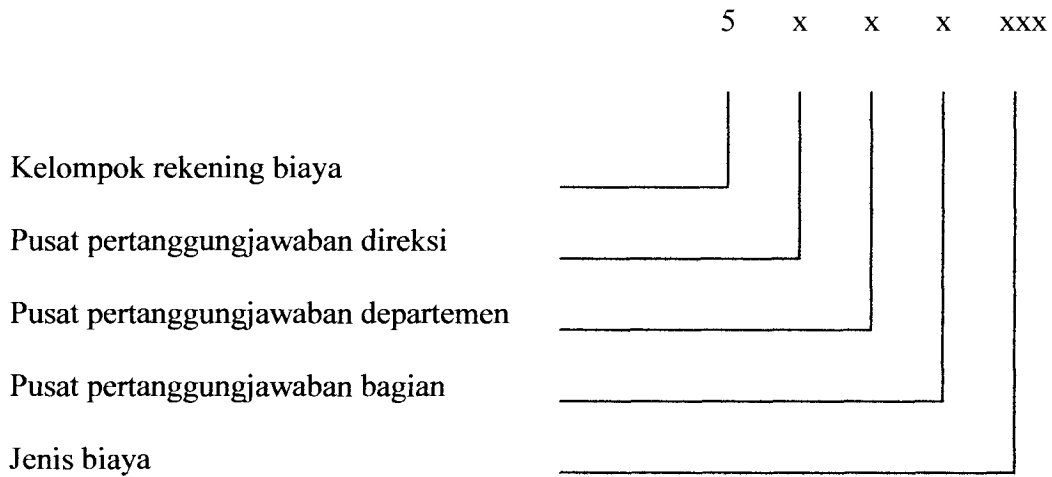 5 x x x xxx
Kelompok rekening biaya
Pusat pertanggungjawaban direksi
Pusat pertanggungjawaban departemen
Pusat pertanggungjawaban bagian
Jenis biaya